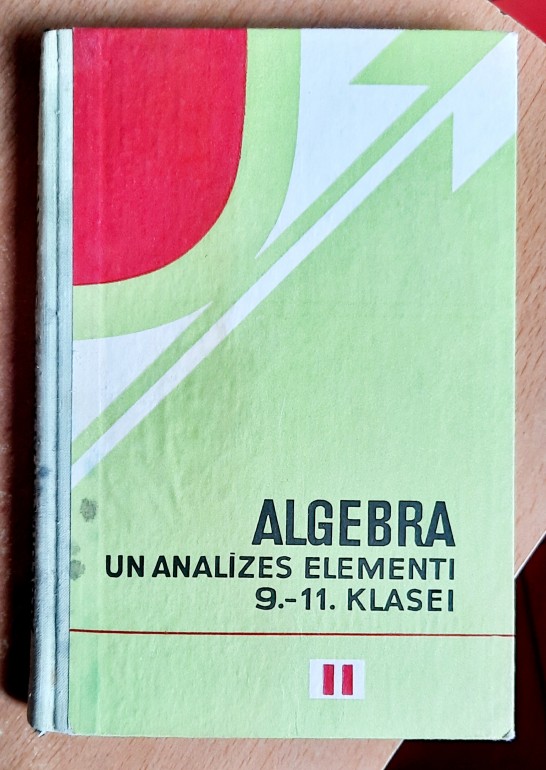 ALGEBRA
UN ANALĪZES ELEMENTI
9.-11. KLASEI
II